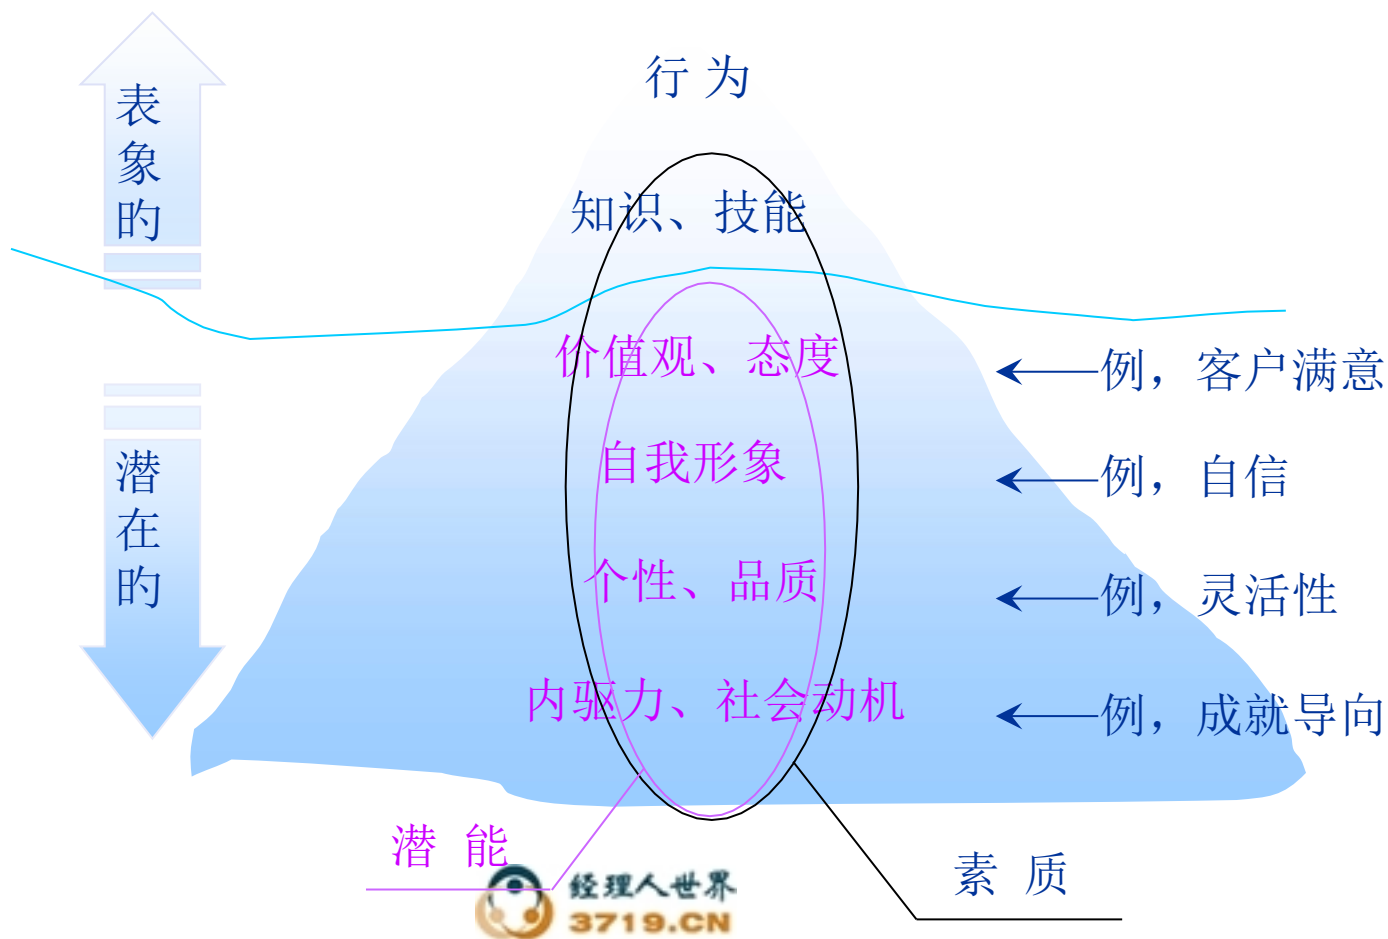 行 为
表象旳
知识、技能
价值观、态度
例，客户满意
自我形象
例，自信
潜在旳
个性、品质
例，灵活性
内驱力、社会动机
例，成就导向
潜 能
素 质
经理人世界
3719.CN